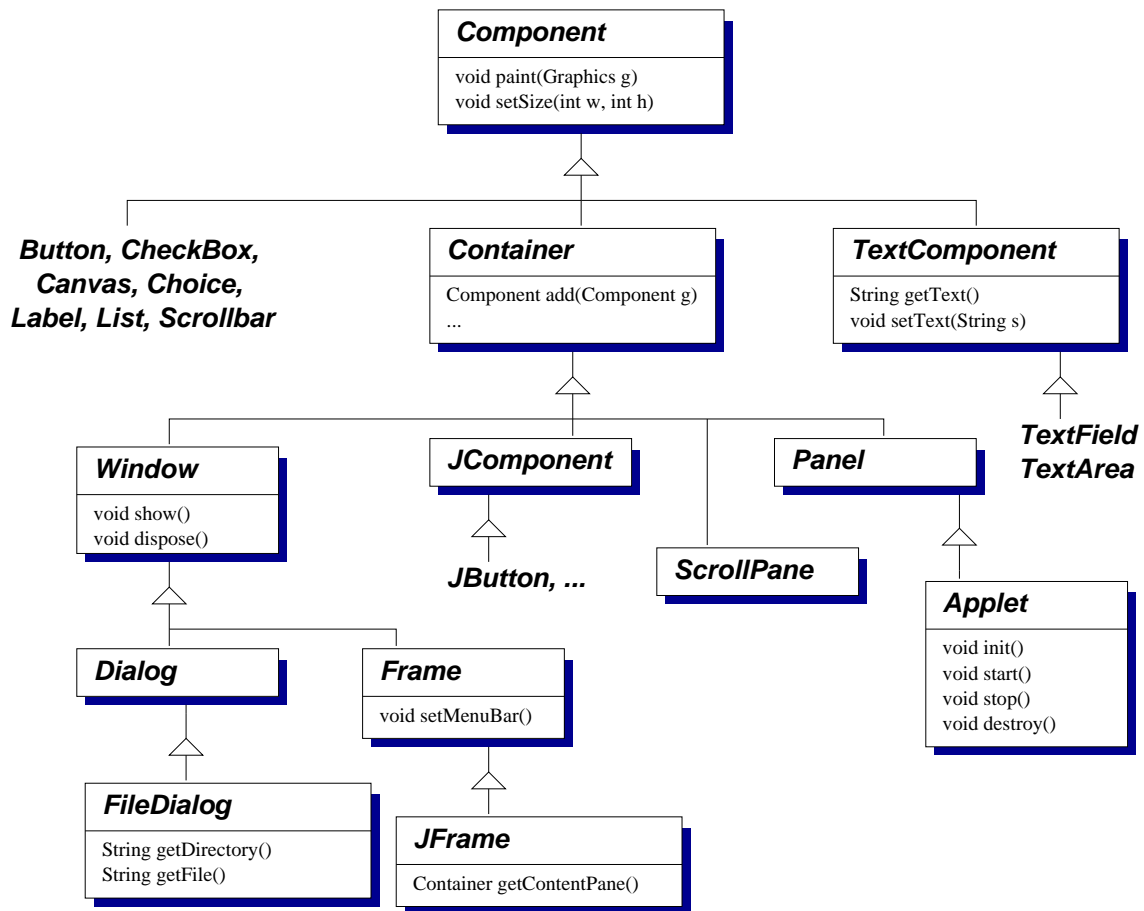 Component
void paint(Graphics g)
void setSize(int w, int h)
Button, CheckBox,
Canvas, Choice,
Label, List, Scrollbar
Container
Component add(Component g)
...
TextComponent
String getText()
void setText(String s)
TextField
TextArea
Window
void show()
void dispose()
JComponent
JButton, ...
ScrollPane
Panel
Applet
void init()
void start()
void stop()
void destroy()
Dialog
Frame
void setMenuBar()
FileDialog
String getDirectory()
String getFile()
JFrame
Container getContentPane()